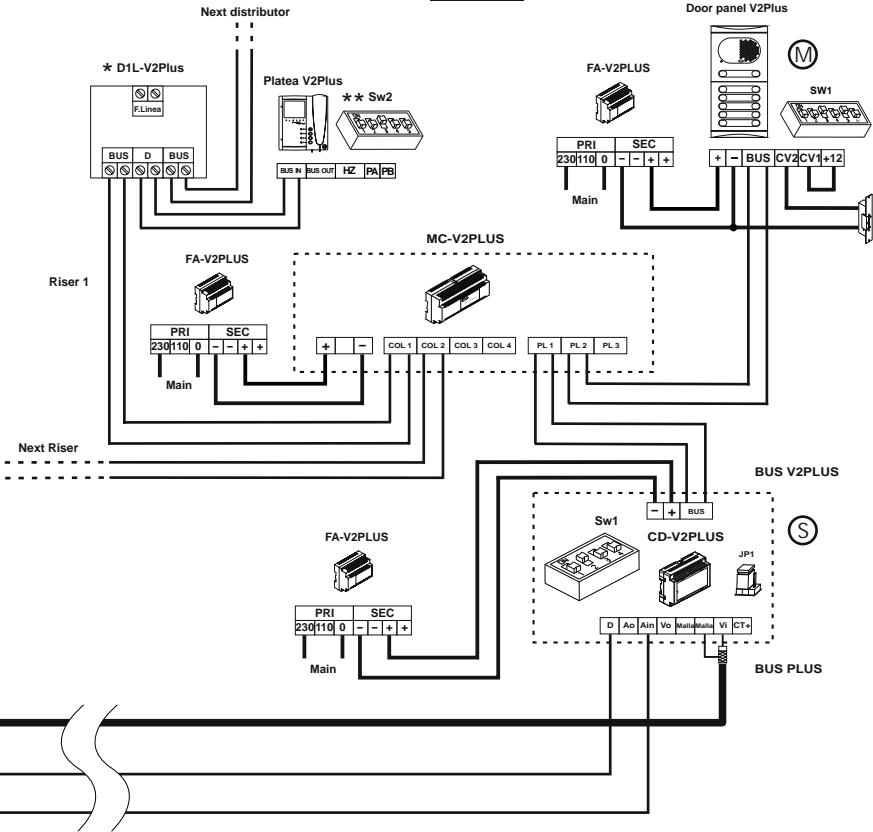 Next distributor
Door panel V2Plus
* D1L-V2Plus
F.Linea
BUS D BUS
Platea V2Plus
** Sw2
BUS IN BUS OUT HZ PA PB
FA-V2PLUS
PRI SEC
230 110 0 – – + +
Main
M
SW1
+ – BUS CV2 CV1 +12
Riser 1
FA-V2PLUS
PRI SEC
230 110 0 – – + +
Main
MC-V2PLUS
+ –
COL 1 COL 2 COL 3 COL 4
PL 1 PL 2 PL 3
Next Riser
BUS V2PLUS
– + BUS
S
Sw1
CD-V2PLUS
JP1
FA-V2PLUS
PRI SEC
230 110 0 – – + +
Main
D Ao Ain Vo Malla Malla Vi CT+
BUS PLUS